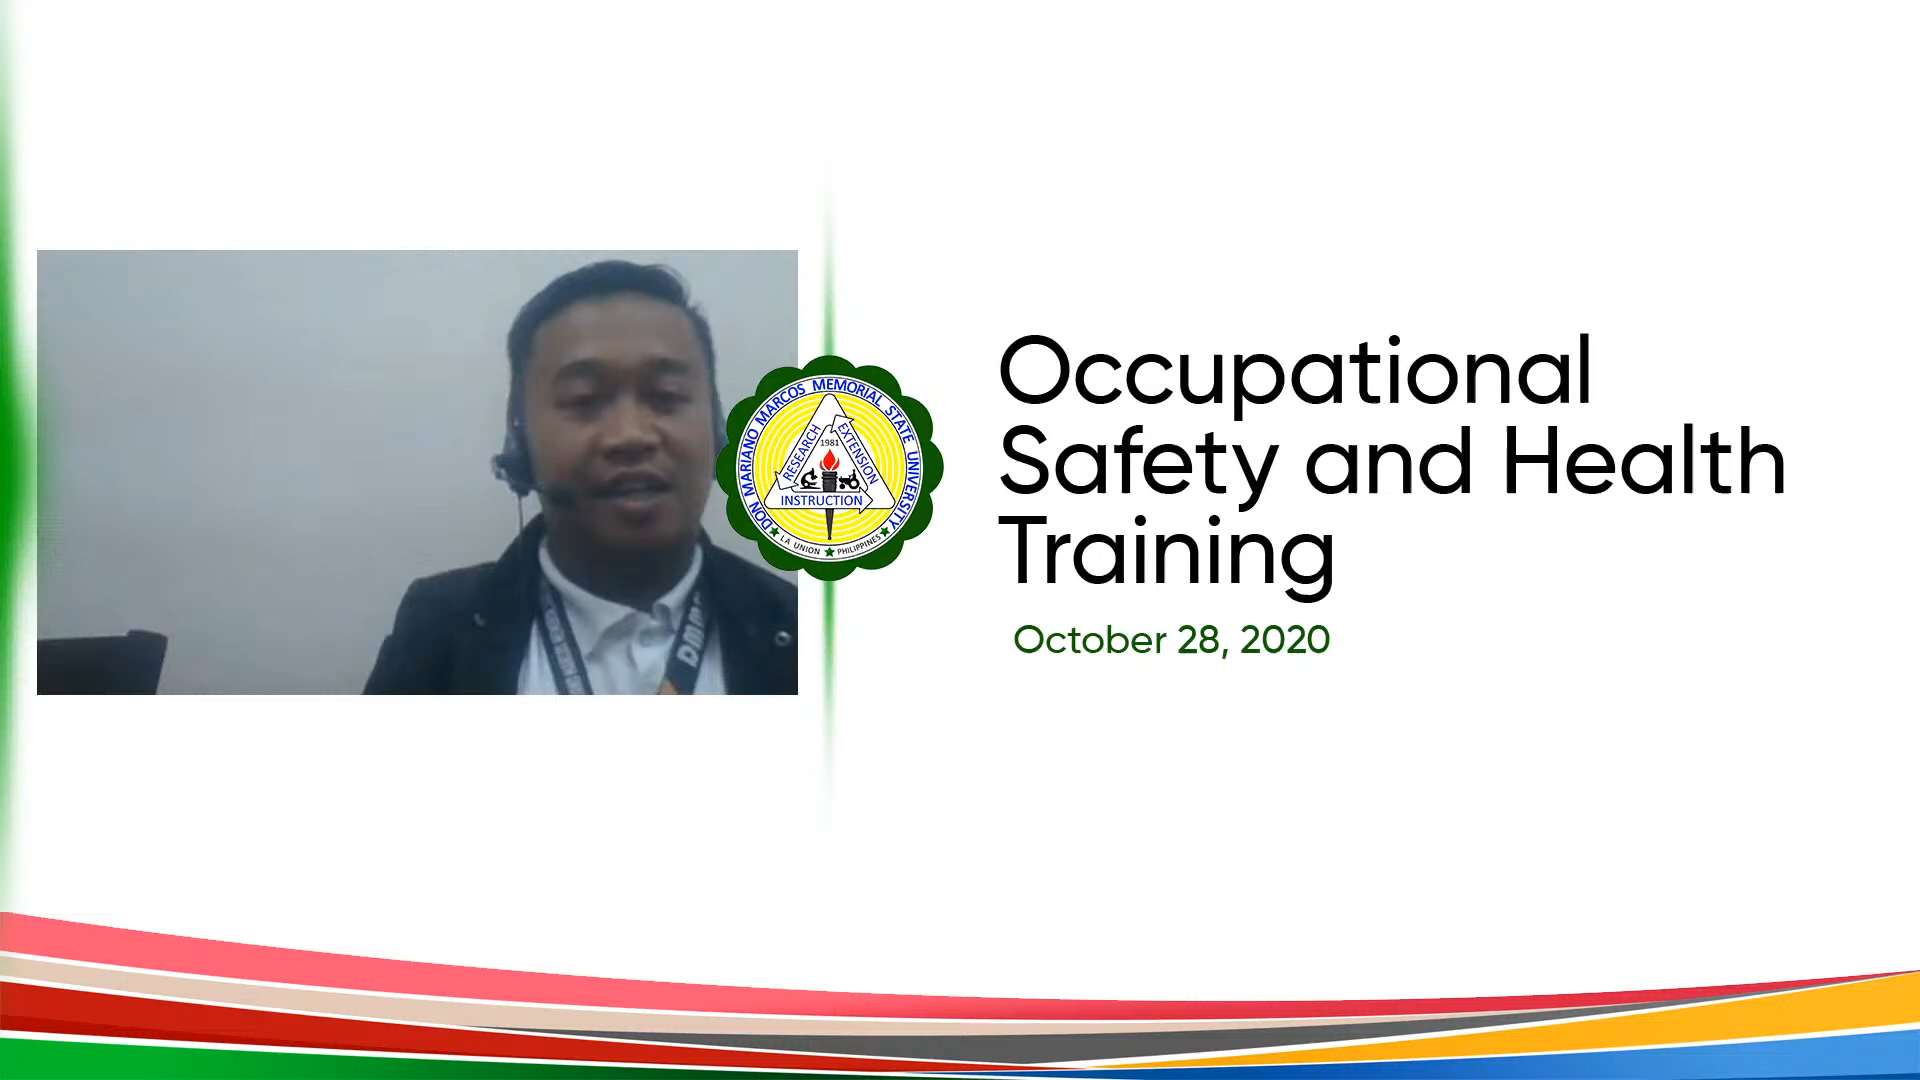 Occupational
Safety and Health
Training
October 28, 2020
DON MARIANO MARCOS MEMORIAL STATE UNIVERSITY
RESEARCH
EXTENSION
1981
INSTRUCTION
LA UNION
PHILIPPINES